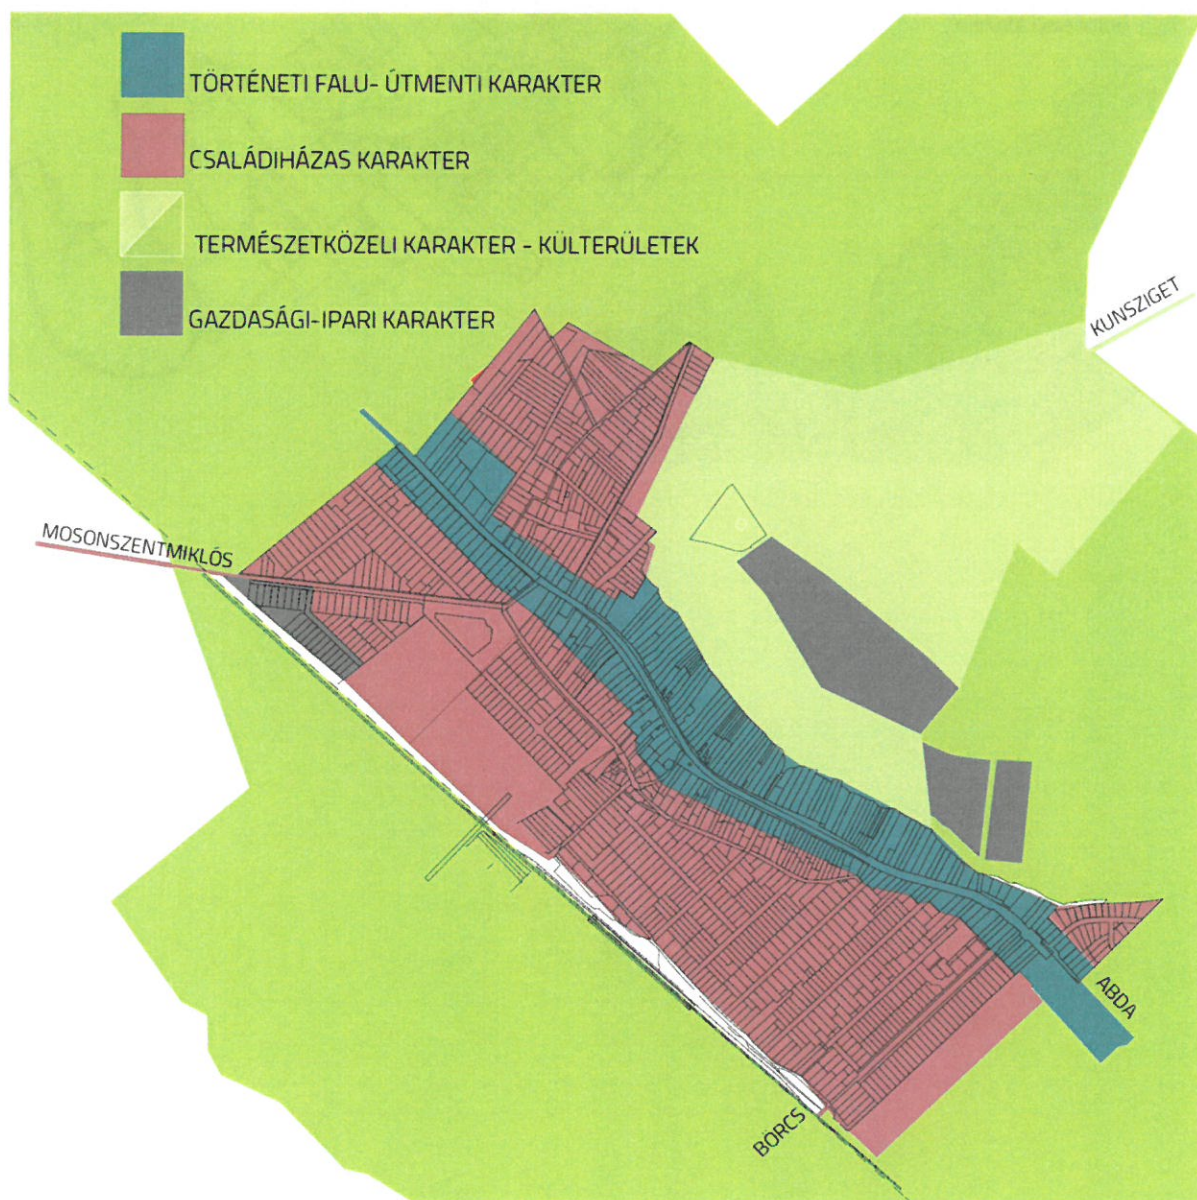 TÖRTÉNETI FALU- ÚTMENTI KARAKTER
CSALÁDIHÁZAS KARAKTER
TERMÉSZETKÖZELI KARAKTER - KÜLTERÜLETEK
GAZDASÁGI-IPARI KARAKTER
KUNSZIGET
MOSONSZENTMIKLÓS
ABDA
BÖRCS